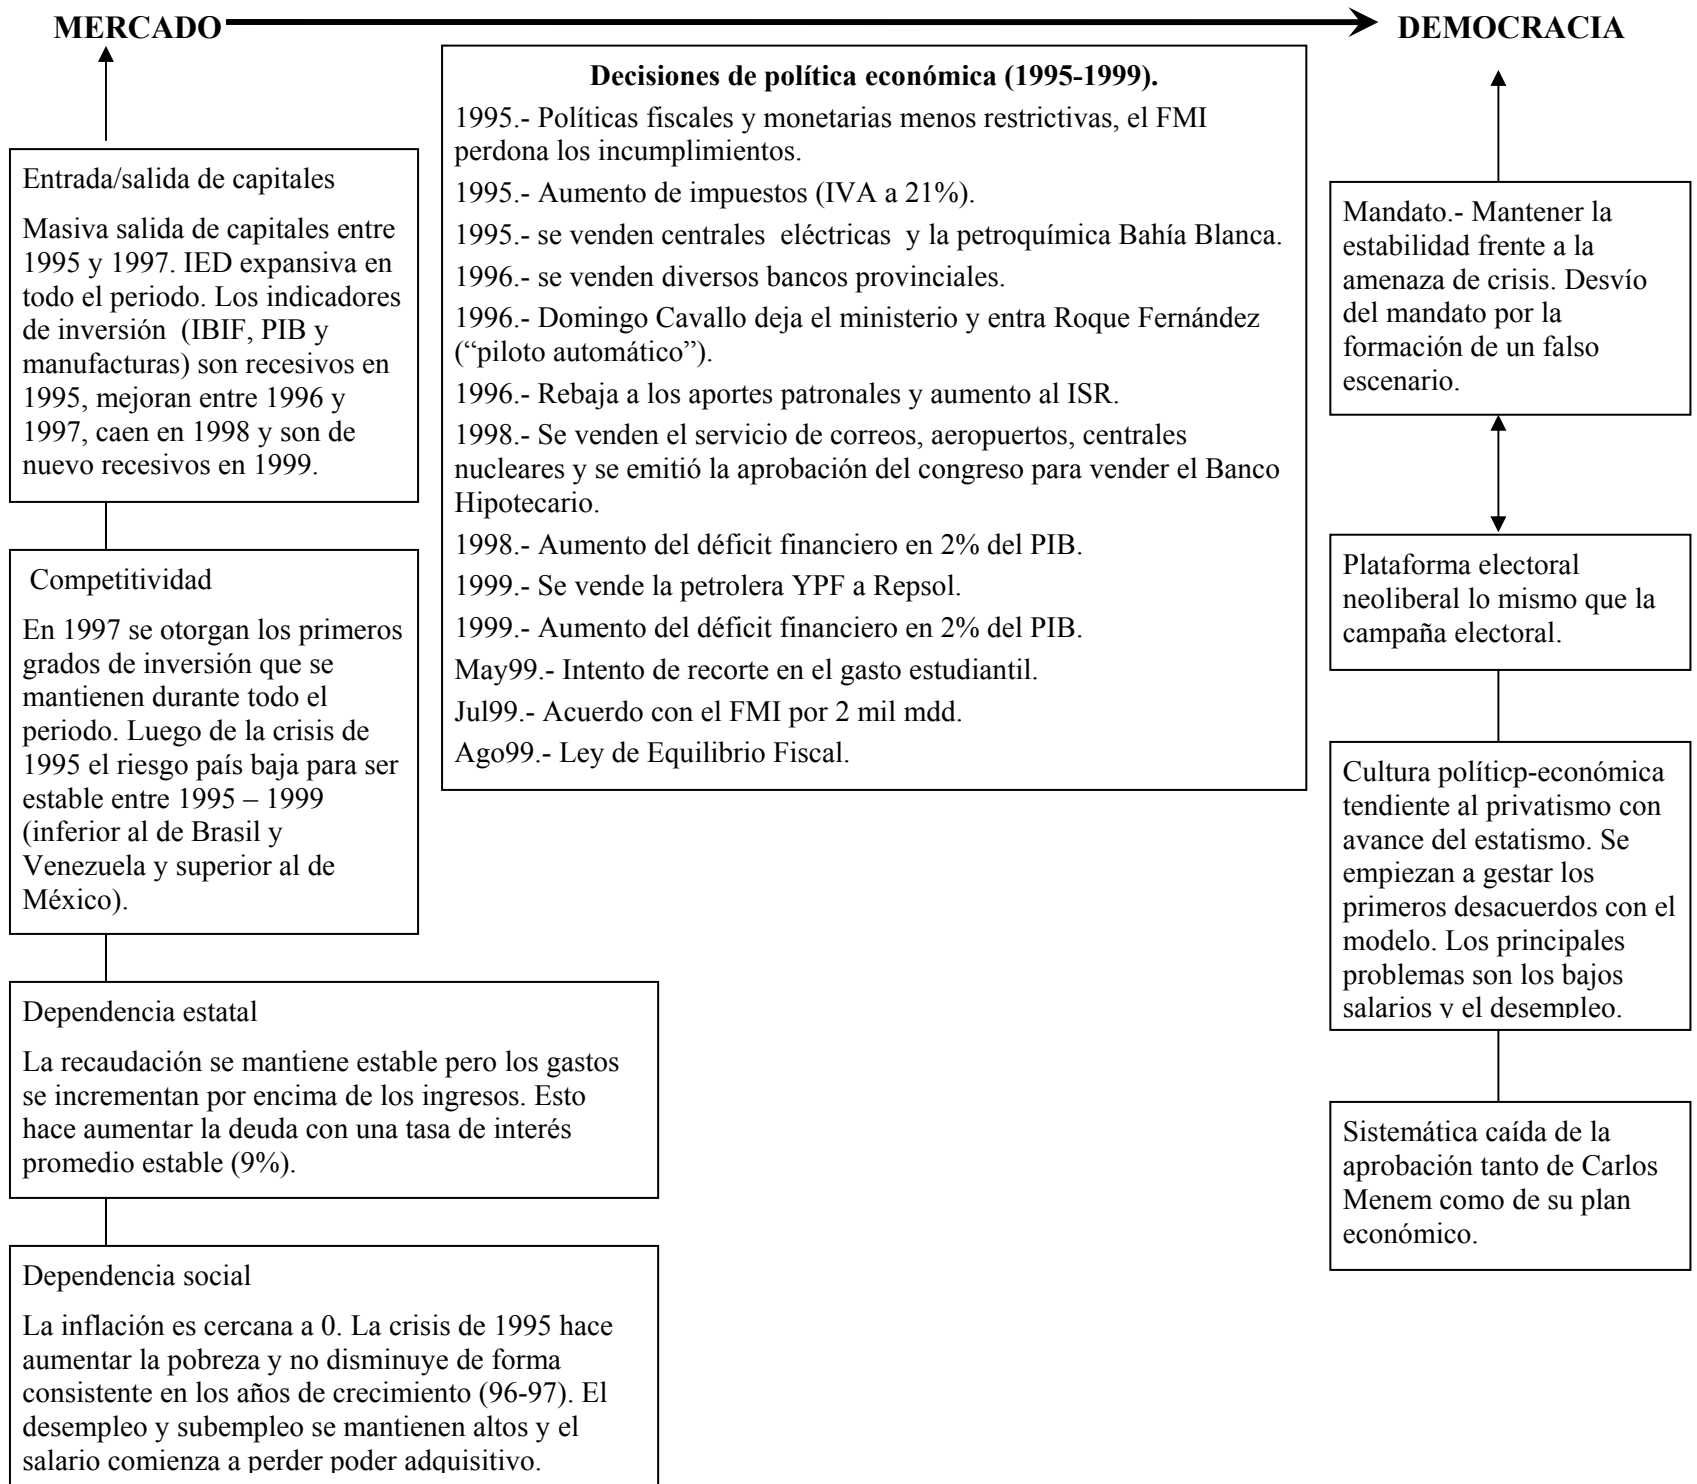 MERCADO
DEMOCRACIA
Decisiones de política económica (1995-1999).
1995.- Políticas fiscales y monetarias menos restrictivas, el FMI
perdona los incumplimientos.
1995.- Aumento de impuestos (IVA a 21%).
1995.- se venden centrales eléctricas y la petroquímica Bahía Blanca.
1996.- se venden diversos bancos provinciales.
1996.- Domingo Cavallo deja el ministerio y entra Roque Fernández
(“piloto automático”).
1996.- Rebaja a los aportes patronales y aumento al ISR.
1998.- Se venden el servicio de correos, aeropuertos, centrales
nucleares y se emitió la aprobación del congreso para vender el Banco
Hipotecario.
1998.- Aumento del déficit financiero en 2% del PIB.
1999.- Se vende la petrolera YPF a Repsol.
1999.- Aumento del déficit financiero en 2% del PIB.
May99.- Intento de recorte en el gasto estudiantil.
Jul99.- Acuerdo con el FMI por 2 mil mdd.
Ago99.- Ley de Equilibrio Fiscal.
Entrada/salida de capitales
Masiva salida de capitales entre
1995 y 1997. IED expansiva en
todo el periodo. Los indicadores
de inversión (IBIF, PIB y
manufacturas) son recesivos en
1995, mejoran entre 1996 y
1997, caen en 1998 y son de
nuevo recesivos en 1999.
Competitividad
En 1997 se otorgan los primeros
grados de inversión que se
mantienen durante todo el
periodo. Luego de la crisis de
1995 el riesgo país baja para ser
estable entre 1995 – 1999
(inferior al de Brasil y
Venezuela y superior al de
México).
Dependencia estatal
La recaudación se mantiene estable pero los gastos
se incrementan por encima de los ingresos. Esto
hace aumentar la deuda con una tasa de interés
promedio estable (9%).
Dependencia social
La inflación es cercana a 0. La crisis de 1995 hace
aumentar la pobreza y no disminuye de forma
consistente en los años de crecimiento (96-97). El
desempleo y subempleo se mantienen altos y el
salario comienza a perder poder adquisitivo.
Mandato.- Mantener la
estabilidad frente a la
amenaza de crisis. Desvío
del mandato por la
formación de un falso
escenario.
Plataforma electoral
neoliberal lo mismo que la
campaña electoral.
Cultura políticp-económica
tendiente al privatismo con
avance del estatismo. Se
empiezan a gestar los
primeros desacuerdos con el
modelo. Los principales
problemas son los bajos
salarios y el desempleo.
Sistemática caída de la
aprobación tanto de Carlos
Menem como de su plan
económico.